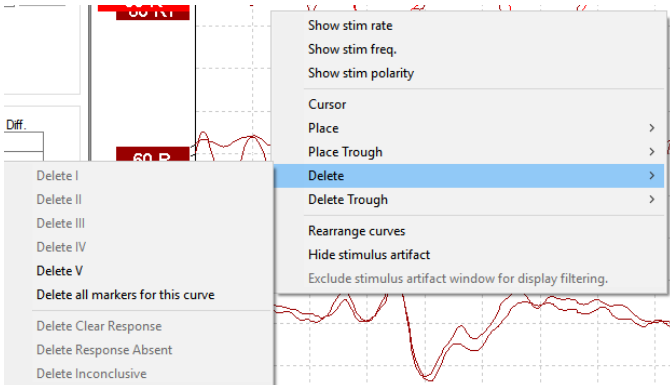 Show stim rate
Show stim freq.
Show stim polarity
Cursor
Diff.
Place
Place Trough
Delete
Delete Trough
Rearrange curves
Hide stimulus artifact
Exclude stimulus artifact window for display filtering.
Delete I
Delete II
Delete III
Delete IV
Delete V
Delete all markers for this curve
Delete Clear Response
Delete Response Absent
Delete Inconclusive